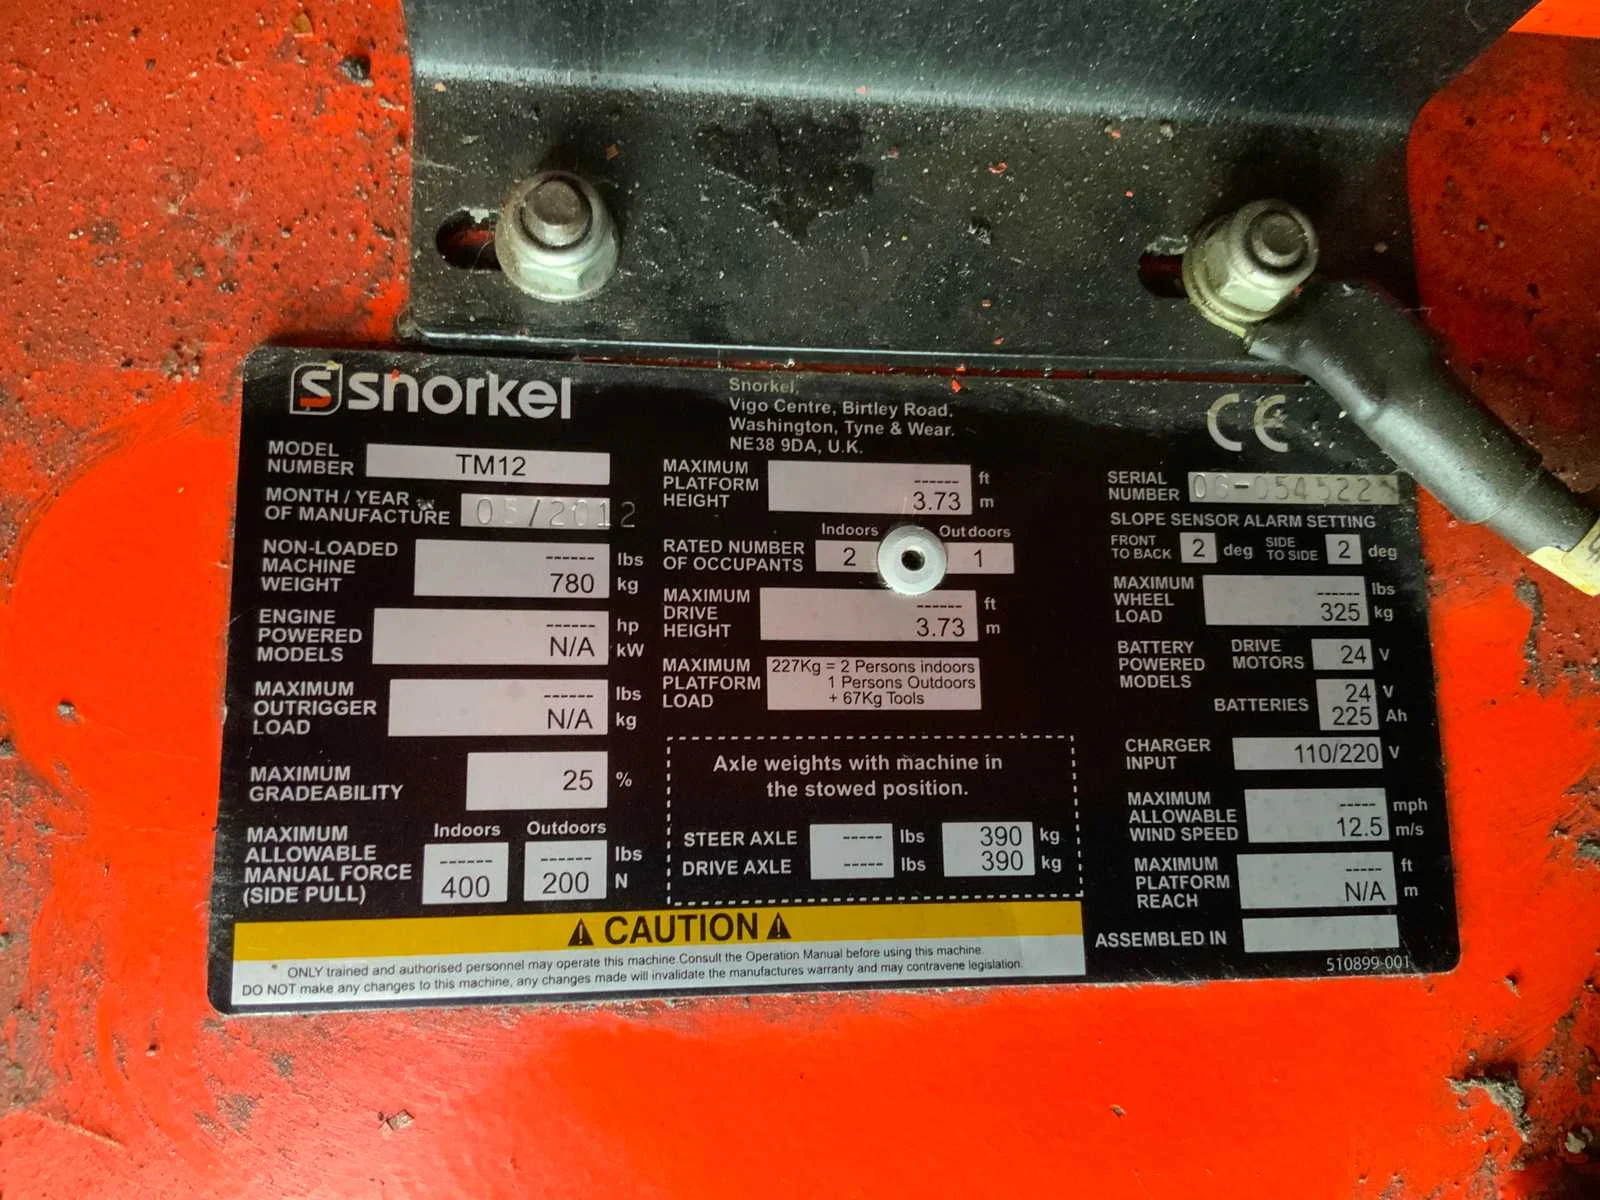 Snorkel
Snorkel,
Vigo Centre, Birtley Road.
Washington, Tyne & Wear.
NE38 9DA, U.K.
CE
MODEL
NUMBER TM12
MONTH / YEAR
OF MANUFACTURE 05/2012
NON-LOADED
MACHINE
WEIGHT
------ lbs
780 kg
ENGINE
POWERED
MODELS
------ hp
N/A kW
MAXIMUM
OUTRIGGER
LOAD
------ lbs
N/A kg
MAXIMUM
GRADEABILITY
25 %
MAXIMUM
ALLOWABLE
MANUAL FORCE
(SIDE PULL)
Indoors Outdoors
------ ------ lbs
400 200 N
MAXIMUM
PLATFORM
HEIGHT
------ ft
3.73 m
Indoors Outdoors
RATED NUMBER
OF OCCUPANTS
2 1
MAXIMUM
DRIVE
HEIGHT
------ ft
3.73 m
MAXIMUM
PLATFORM
LOAD
227Kg = 2 Persons indoors
1 Persons Outdoors
+ 67Kg Tools
Axle weights with machine in
the stowed position.
STEER AXLE ----- lbs 390 kg
DRIVE AXLE ----- lbs 390 kg
SERIAL
NUMBER
SLOPE SENSOR ALARM SETTING
FRONT
TO BACK 2 deg
SIDE
TO SIDE 2 deg
MAXIMUM
WHEEL
LOAD
------ lbs
325 kg
BATTERY
POWERED
MODELS
DRIVE
MOTORS 24 V
BATTERIES
24 V
225 Ah
CHARGER
INPUT 110/220 V
MAXIMUM
ALLOWABLE
WIND SPEED
----- mph
12.5 m/s
MAXIMUM
PLATFORM
REACH
----- ft
N/A m
ASSEMBLED IN
510899-001
CAUTION
* ONLY trained and authorised personnel may operate this machine.Consult the Operation Manual before using this machine.
DO NOT make any changes to this machine, any changes made will invalidate the manufactures warranty and may contravene legislation.